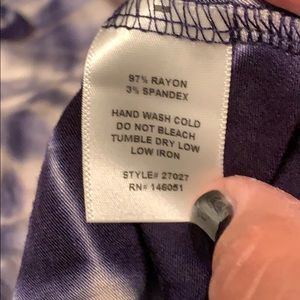 97% RAYON
3% SPANDEX
HAND WASH COLD
DO NOT BLEACH
TUMBLE DRY LOW
LOW IRON
STYLE# 27027
RN# 146051